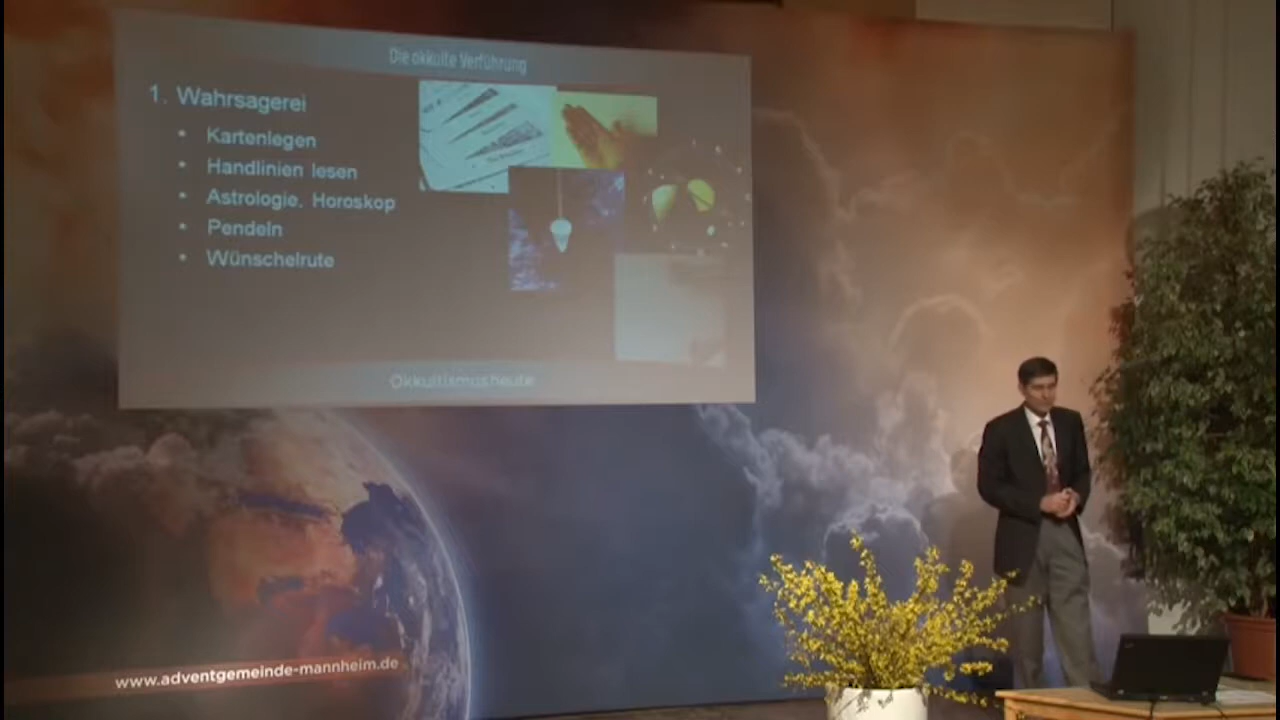 Die okkulte Verführung
1. Wahrsagerei
• Kartenlegen
• Handlinien lesen
• Astrologie, Horoskop
• Pendeln
• Wünschelrute
Okkultismus heute
www.adventgemeinde-mannheim.de